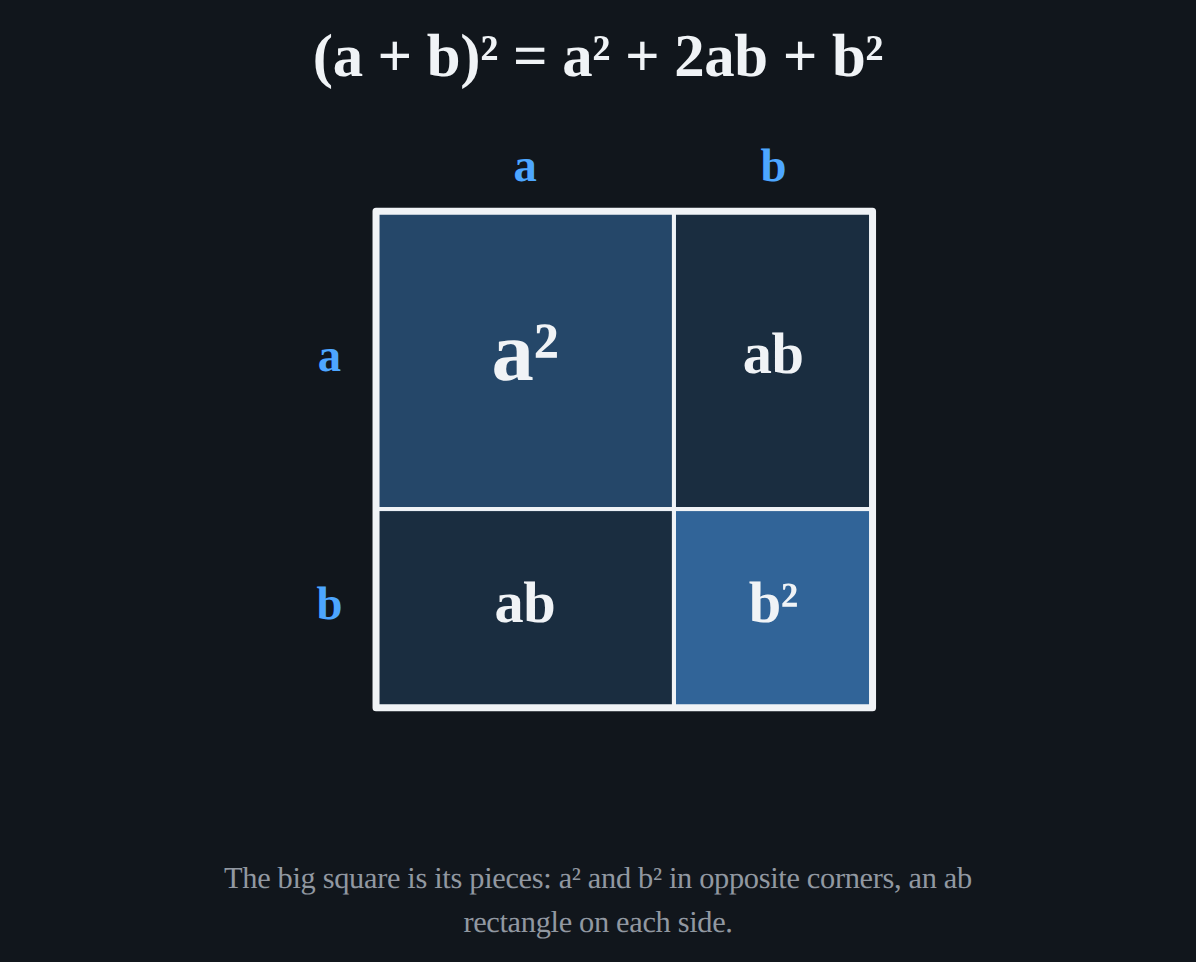 (a + b)² = a² + 2ab + b²
a b
a a² ab
b ab b²
The big square is its pieces: a² and b² in opposite corners, an ab
rectangle on each side.